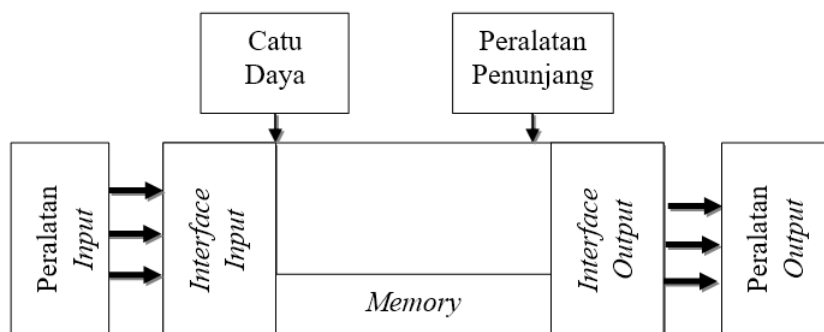 Catu
Daya
Peralatan
Penunjang
Peralatan
Input
Interface
Input
Memory
Interface
Output
Peralatan
Output